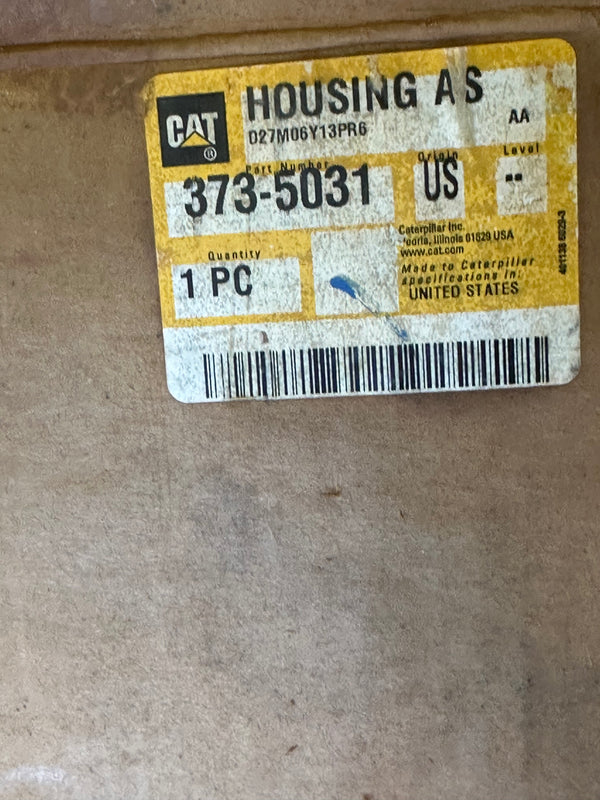 CAT
®
HOUSING AS
D27M06Y13PR6
AA
Part Number
373-5031
Origin
US
Level
--
Quantity
1 PC
Caterpillar Inc.
eoria, Illinois 61629 USA
www.cat.com
Made to Caterpillar
specifications in:
UNITED STATES